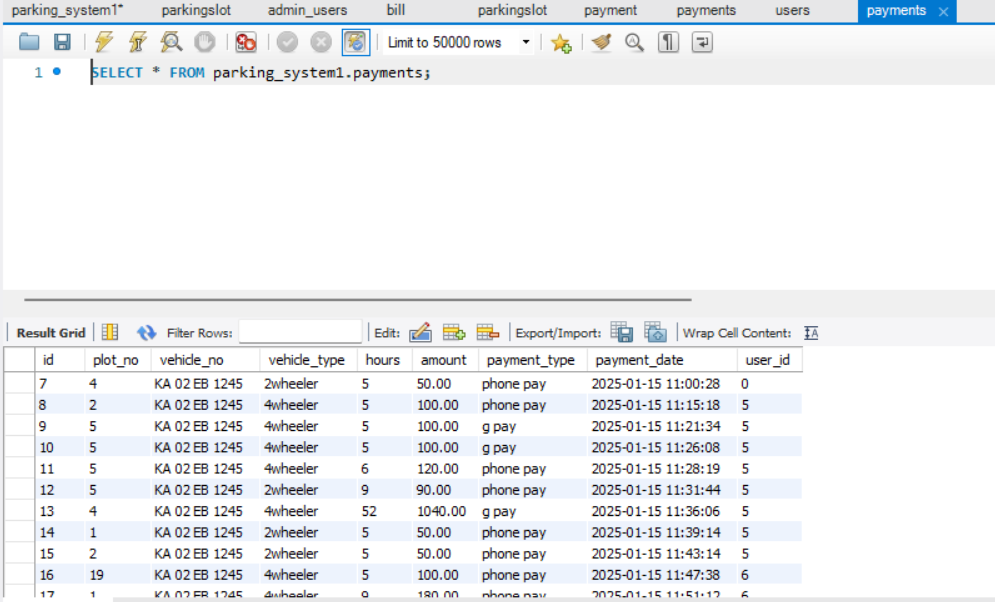 parking_system1* parkingslot admin_users bill parkingslot payment payments users payments
Limit to 50000 rows
1 SELECT * FROM parking_system1.payments;
Result Grid Filter Rows: Edit: Export/Import: Wrap Cell Content:
id plot_no vehicle_no vehicle_type hours amount payment_type payment_date user_id
7 4 KA 02 EB 1245 2wheeler 5 50.00 phone pay 2025-01-15 11:00:28 0
8 2 KA 02 EB 1245 4wheeler 5 100.00 phone pay 2025-01-15 11:15:18 5
9 5 KA 02 EB 1245 4wheeler 5 100.00 g pay 2025-01-15 11:21:34 5
10 5 KA 02 EB 1245 4wheeler 5 100.00 g pay 2025-01-15 11:26:08 5
11 5 KA 02 EB 1245 4wheeler 6 120.00 phone pay 2025-01-15 11:28:19 5
12 5 KA 02 EB 1245 2wheeler 9 90.00 phone pay 2025-01-15 11:31:44 5
13 4 KA 02 EB 1245 4wheeler 52 1040.00 g pay 2025-01-15 11:36:06 5
14 1 KA 02 EB 1245 2wheeler 5 50.00 phone pay 2025-01-15 11:39:14 5
15 2 KA 02 EB 1245 2wheeler 5 50.00 phone pay 2025-01-15 11:43:14 5
16 19 KA 02 EB 1245 4wheeler 5 100.00 phone pay 2025-01-15 11:47:38 6
17 1 KA 02 EB 1245 4wheeler 9 180.00 phone pay 2025-01-15 11:51:12 6